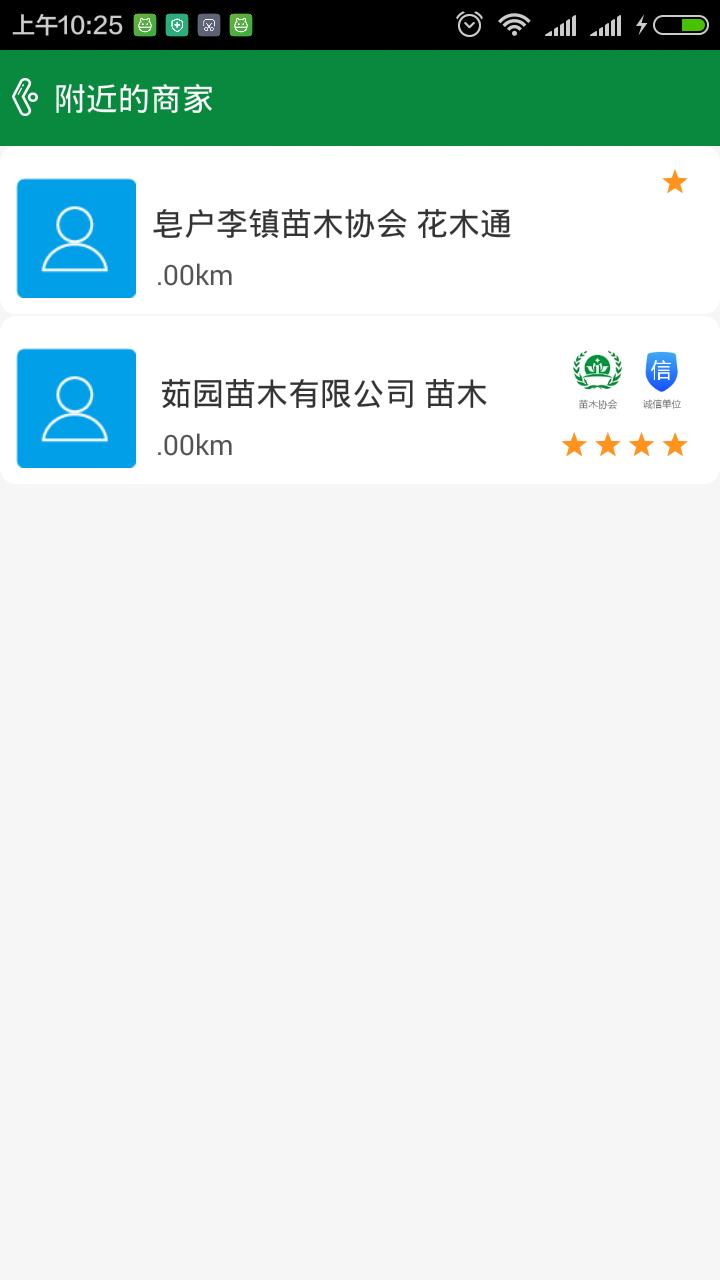 上午10:25
附近的商家
皂户李镇苗木协会 花木通
.00km
茹园苗木有限公司 苗木
信
苗木协会 诚信单位
.00km